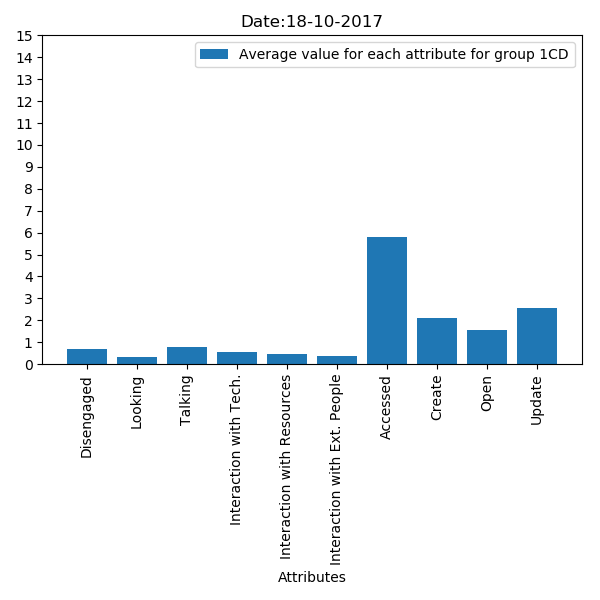 Date:18-10-2017
Average value for each attribute for group 1CD
15
14
13
12
11
10
9
8
7
6
5
4
3
2
1
0
Disengaged
Looking
Talking
Interaction with Tech.
Interaction with Resources
Interaction with Ext. People
Accessed
Create
Open
Update
Attributes